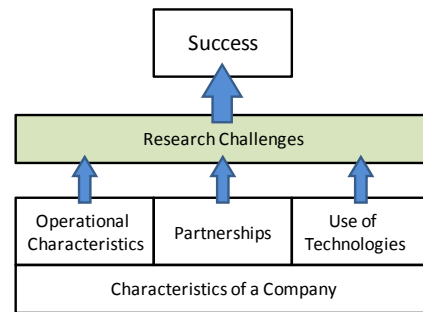 Success
Research Challenges
Operational
Characteristics
Partnerships
Use of
Technologies
Characteristics of a Company